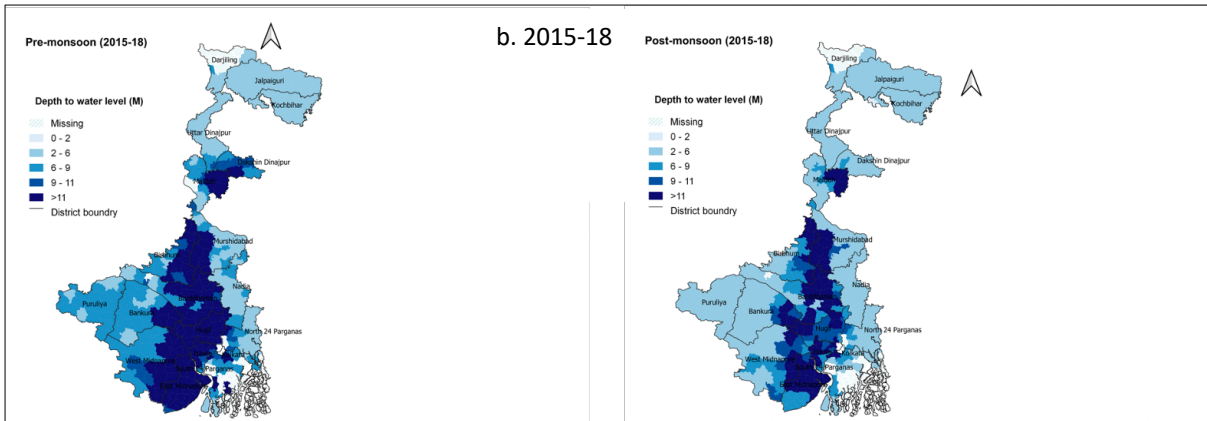 b. 2015-18
Pre-monsoon (2015-18)
Depth to water level (M)
Missing
0 - 2
2 - 6
6 - 9
9 - 11
>11
District boundry
Darjiling
Jalpaiguri
Kochbihar
Uttar Dinajpur
Dakshin Dinajpur
Murshidabad
Birbhum
Nadia
Puruliya
Bankura
Hugli
North 24 Parganas
West Midnapore
Kolkata
Parganas
East Midnapore
Post-monsoon (2015-18)
Depth to water level (M)
Missing
0 - 2
2 - 6
6 - 9
9 - 11
>11
District boundry
Darjiling
Jalpaiguri
Kochbihar
Uttar Dinajpur
Dakshin Dinajpur
Murshidabad
Birbhum
Nadia
Puruliya
Bankura
Hugli
North 24 Parganas
West Midnapore
Kolkata
Parganas
East Midnapore